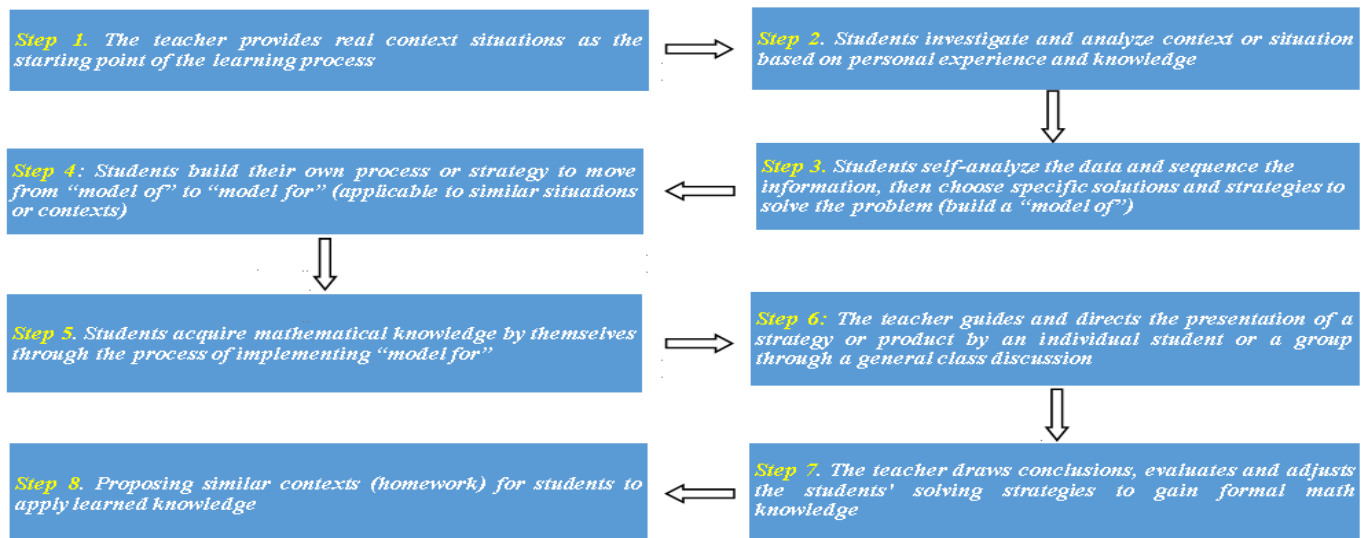 Step 1. The teacher provides real context situations as the
starting point of the learning process
Step 2. Students investigate and analyze context or situation
based on personal experience and knowledge
Step 3. Students self-analyze the data and sequence the
information, then choose specific solutions and strategies to
solve the problem (build a “model of”)
Step 4: Students build their own process or strategy to move
from “model of” to “model for” (applicable to similar situations
or contexts)
Step 5. Students acquire mathematical knowledge by themselves
through the process of implementing “model for”
Step 6: The teacher guides and directs the presentation of a
strategy or product by an individual student or a group
through a general class discussion
Step 7. The teacher draws conclusions, evaluates and adjusts
the students' solving strategies to gain formal math
knowledge
Step 8. Proposing similar contexts (homework) for students to
apply learned knowledge